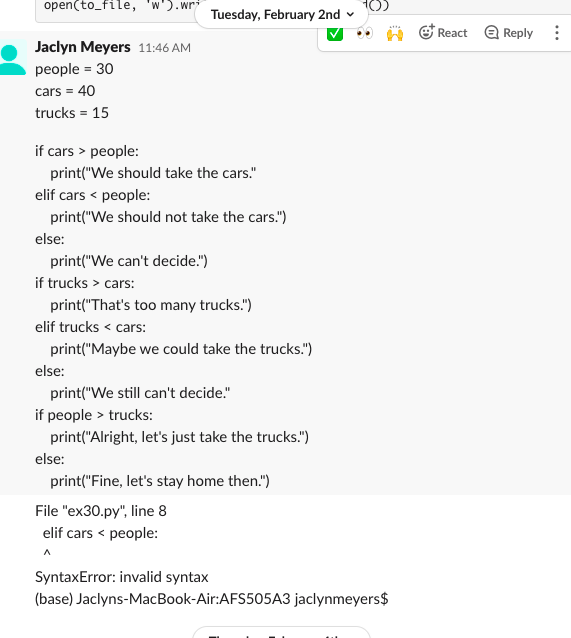 open(to_file, 'w').wri
d())
Tuesday, February 2nd
React
Reply
Jaclyn Meyers 11:46 AM
people = 30
cars = 40
trucks = 15
if cars > people:
print("We should take the cars."
elif cars < people:
print("We should not take the cars.")
else:
print("We can't decide.")
if trucks > cars:
print("That's too many trucks.")
elif trucks < cars:
print("Maybe we could take the trucks.")
else:
print("We still can't decide."
if people > trucks:
print("Alright, let's just take the trucks.")
else:
print("Fine, let's stay home then.")
File "ex30.py", line 8
elif cars < people:
^
SyntaxError: invalid syntax
(base) Jaclyns-MacBook-Air:AFS505A3 jaclynmeyers$